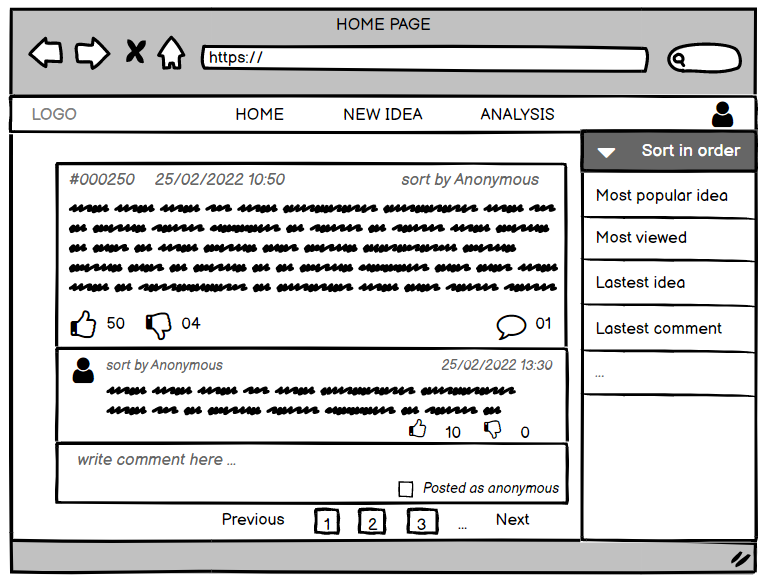 HOME PAGE
https://
LOGO HOME NEW IDEA ANALYSIS
Sort in order
Most popular idea
Most viewed
Lastest idea
Lastest comment
...
#000250 25/02/2022 10:50 sort by Anonymous
50 04 01
sort by Anonymous 25/02/2022 13:30
10 0
write comment here ...
Posted as anonymous
Previous 1 2 3 ... Next